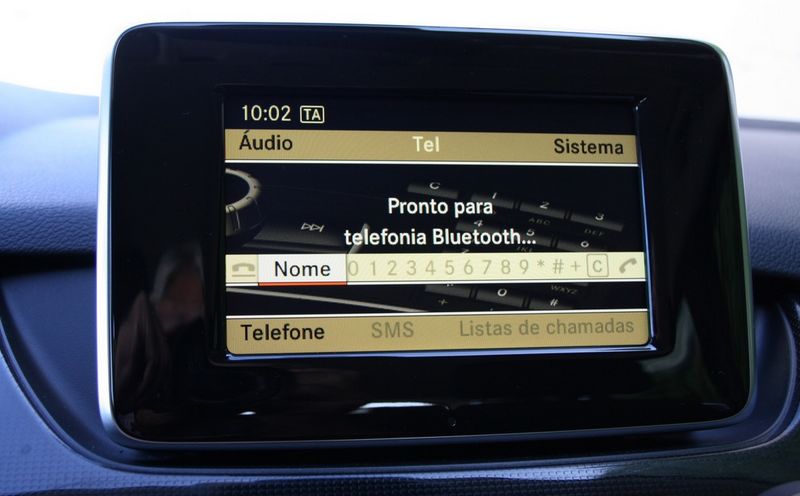 10:02 TA
Áudio Tel Sistema
Pronto para
telefonia Bluetooth...
Nome 0 1 2 3 4 5 6 7 8 9 * # + C
Telefone SMS Listas de chamadas